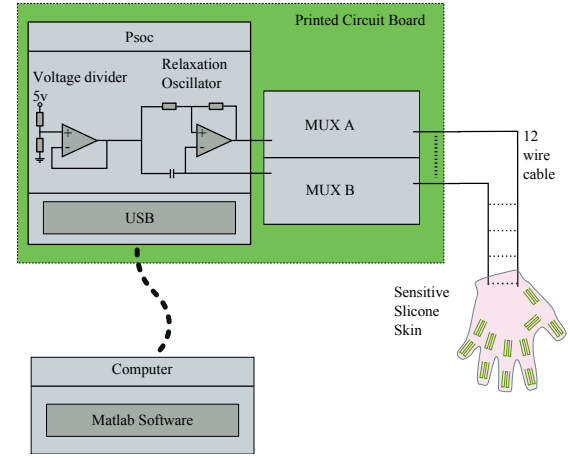 Printed Circuit Board
Psoc
Voltage divider
5v
Relaxation
Oscillator
+
-
+
-
MUX A
MUX B
12
wire
cable
USB
Sensitive
Slicone
Skin
Computer
Matlab Software